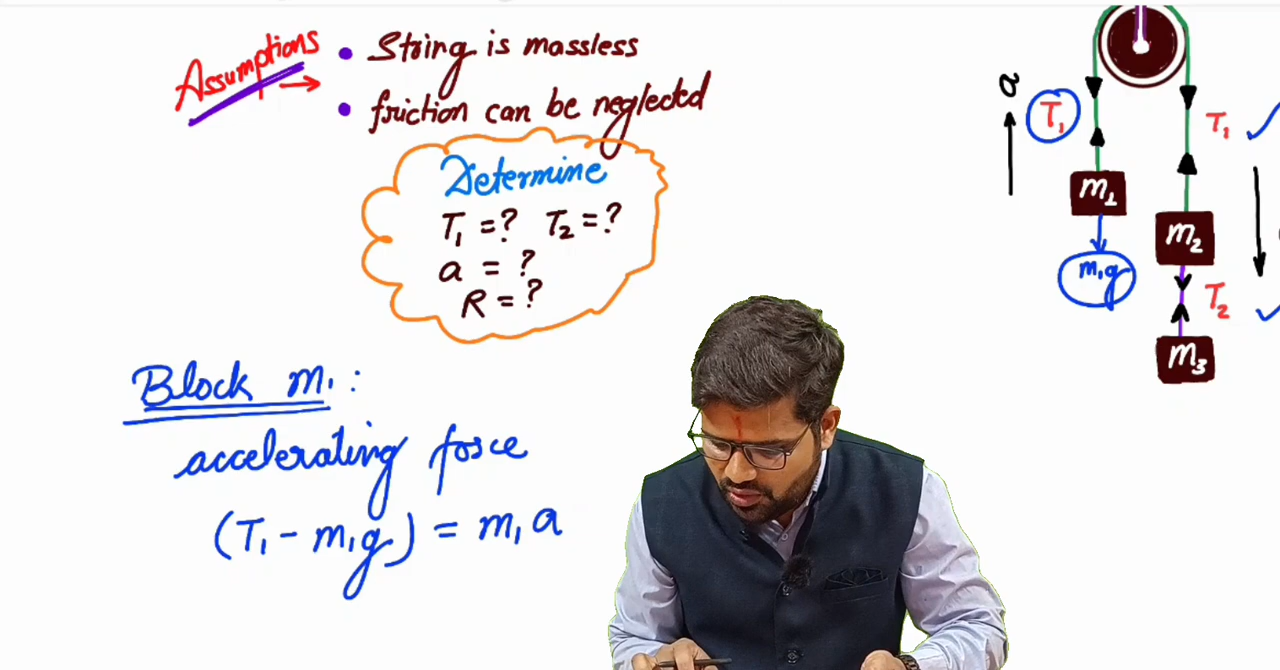 Assumptions →
• String is massless
• friction can be neglected
Determine
T₁ = ? T₂ = ?
a = ?
R = ?
a
T₁
T₁
m₁
m₂
m₁g
T₂
m₃
Block m₁:
accelerating force
(T₁ - m₁g) = m₁a